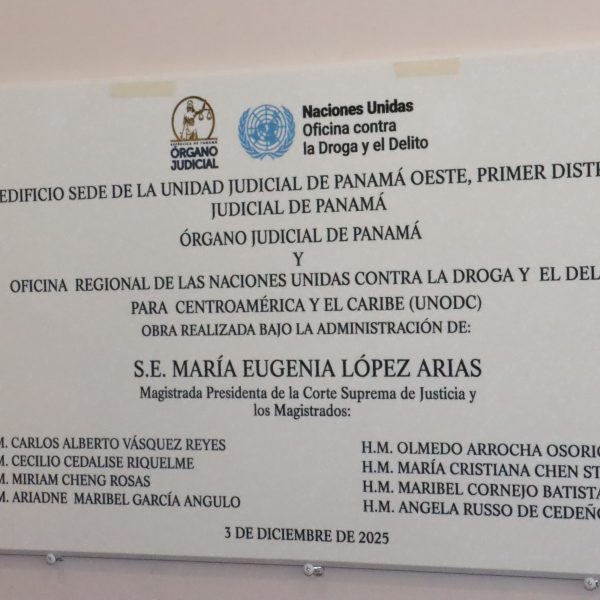 REPÚBLICA DE PANAMÁ
ÓRGANO
JUDICIAL
Naciones Unidas
Oficina contra
la Droga y el Delito
EDIFICIO SEDE DE LA UNIDAD JUDICIAL DE PANAMÁ OESTE, PRIMER
JUDICIAL DE PANAMÁ
ÓRGANO JUDICIAL DE PANAMÁ
Y
OFICINA REGIONAL DE LAS NACIONES UNIDAS CONTRA LA DROGA Y EL
PARA CENTROAMÉRICA Y EL CARIBE (UNODC)
OBRA REALIZADA BAJO LA ADMINISTRACIÓN DE:
S.E. MARÍA EUGENIA LÓPEZ ARIAS
Magistrada Presidenta de la Corte Suprema de Justicia y
los Magistrados:
M. CARLOS ALBERTO VÁSQUEZ REYES
M. CECILIO CEDALISE RIQUELME
M. MIRIAM CHENG ROSAS
M. ARIADNE MARIBEL GARCÍA ANGULO
H.M. OLMEDO ARROCHA OSORIO
H.M. MARÍA CRISTIANA CHEN
H.M. MARIBEL CORNEJO BATISTA
H.M. ANGELA RUSSO DE CEDEÑO
3 DE DICIEMBRE DE 2025